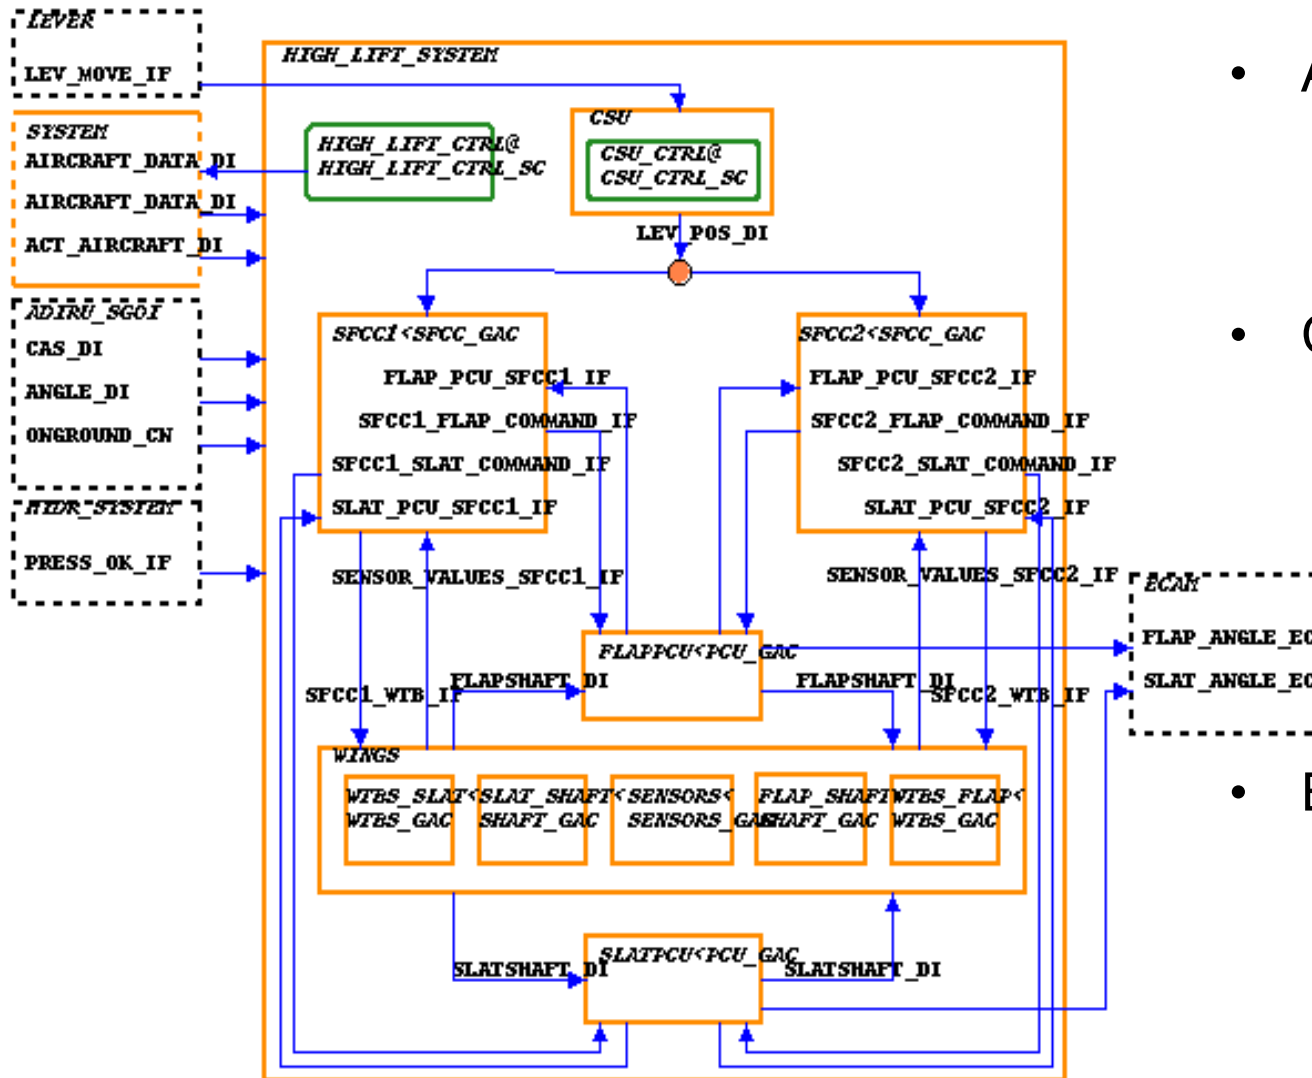 LEVER
LEV_MOVE_IF
SYSTEM
AIRCRAFT_DATA_DI
AIRCRAFT_DATA_DI
ACT_AIRCRAFT_DI
ADIRU_SGOI
CAS_DI
ANGLE_DI
ONGROUND_CN
HYDR_SYSTEM
PRESS_OK_IF
HIGH_LIFT_SYSTEM
HIGH_LIFT_CTRL@
HIGH_LIFT_CTRL_SC
CSU
CSU_CTRL@
CSU_CTRL_SC
LEV_POS_DI
SFCC1<SFCC_GAC
FLAP_PCU_SFCC1_IF
SFCC1_FLAP_COMMAND_IF
SFCC1_SLAT_COMMAND_IF
SLAT_PCU_SFCC1_IF
SENSOR_VALUES_SFCC1_IF
SFCC2<SFCC_GAC
FLAP_PCU_SFCC2_IF
SFCC2_FLAP_COMMAND_IF
SFCC2_SLAT_COMMAND_IF
SLAT_PCU_SFCC2_IF
SENSOR_VALUES_SFCC2_IF
FLAPPCU<PCU_GAC
SFCC1_WTB_IF
FLAPSHAFT_DI
FLAPSHAFT_DI
SFCC2_WTB_IF
ECAM
FLAP_ANGLE_EC
SLAT_ANGLE_EC
WINGS
WTBS_SLAT<
WTBS_GAC
SLAT_SHAFT<
SHAFT_GAC
SENSORS<
SENSORS_GAC
FLAP_SHAFT
SHAFT_GAC
WTBS_FLAP<
WTBS_GAC
SLATPCU<PCU_GAC
SLATSHAFT_DI
SLATSHAFT_DI